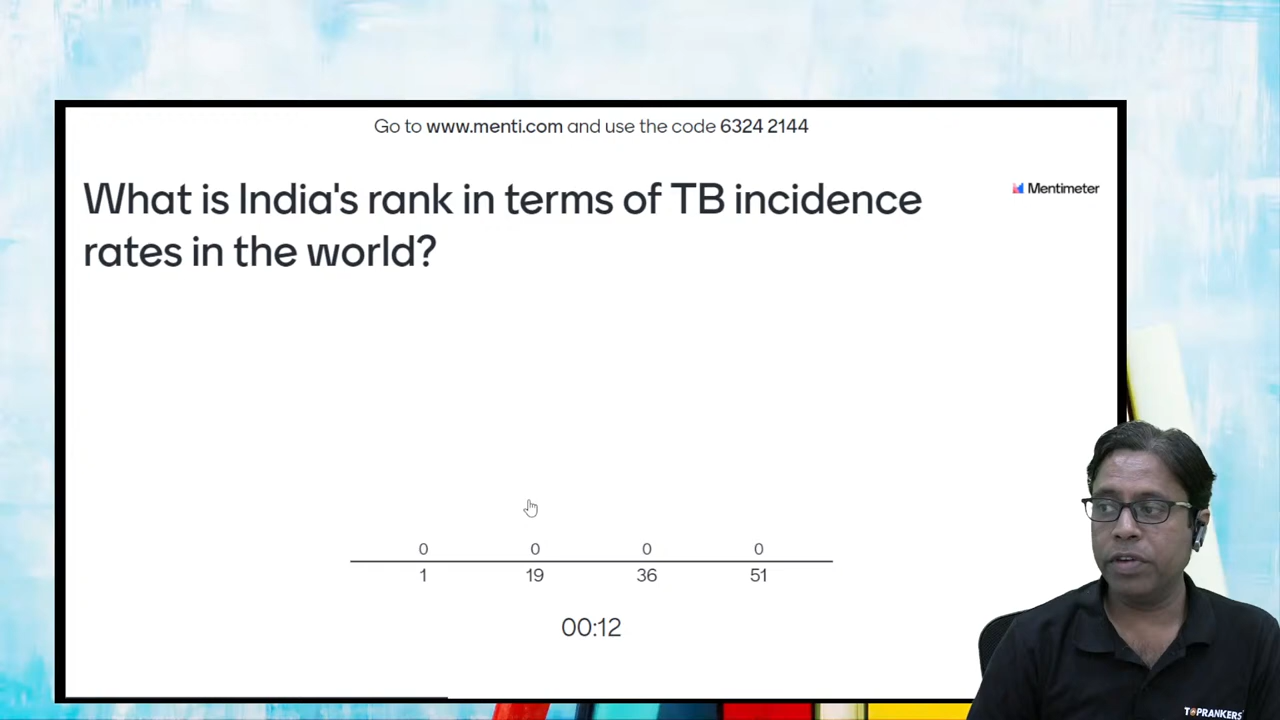 Go to www.menti.com and use the code 6324 2144
What is India's rank in terms of TB incidence
rates in the world?
Mentimeter
0 0 0 0
1 19 36 51
00:12
TOPRANKERS